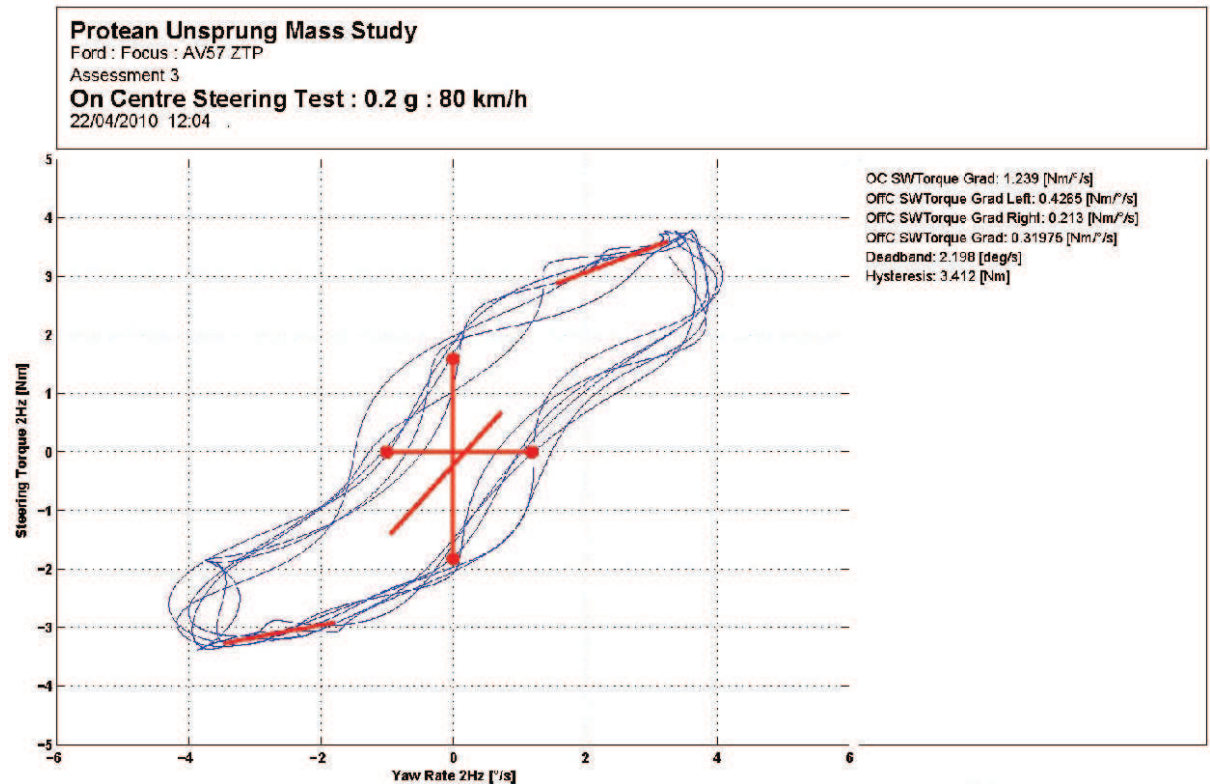 Protean Unsprung Mass Study
Ford : Focus : AV57 ZTP
Assessment 3
On Centre Steering Test : 0.2 g : 80 km/h
22/04/2010 12:04
OC SWTorque Grad: 1.239 [Nm/°/s]
OffC SWTorque Grad Left: 0.4265 [Nm/°/s]
OffC SWTorque Grad Right: 0.213 [Nm/°/s]
OffC SWTorque Grad: 0.31975 [Nm/°/s]
Deadband: 2.198 [deg/s]
Hysteresis: 3.412 [Nm]
Steering Torque 2Hz [Nm]
5
4
3
2
1
0
−1
−2
−3
−4
−5
−6 −4 −2 0 2 4 6
Yaw Rate 2Hz [°/s]